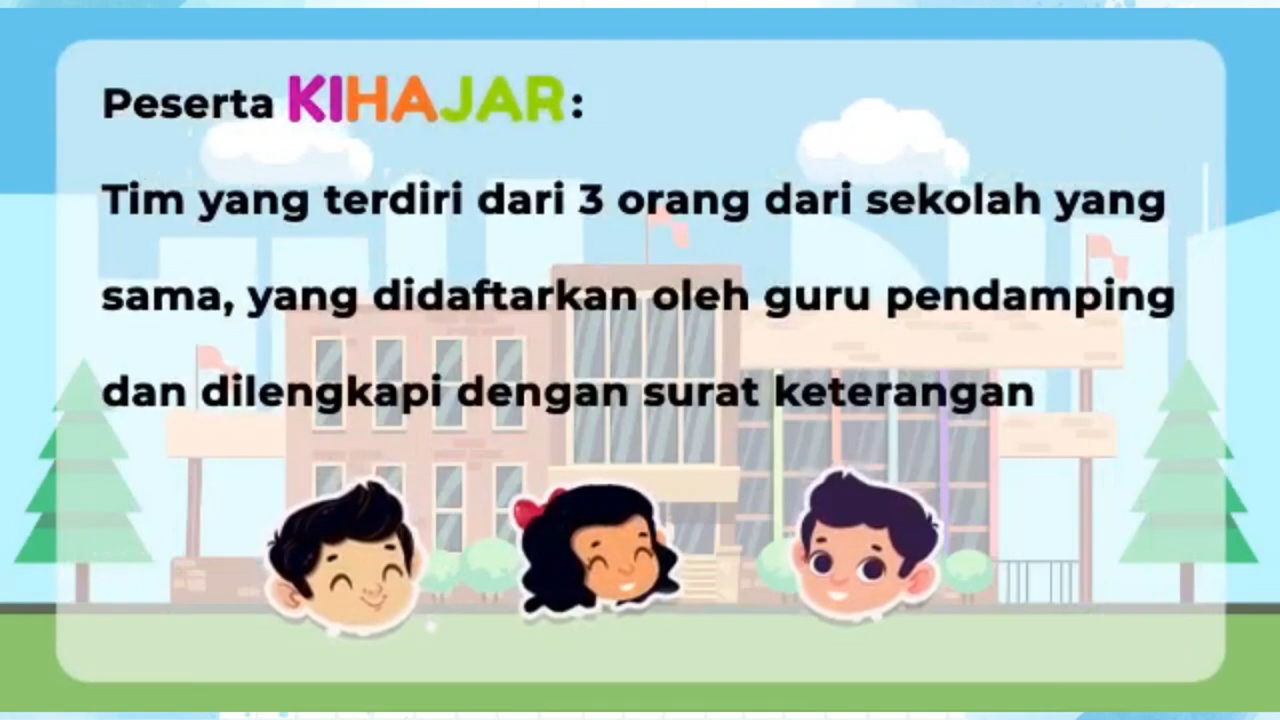 Peserta KIHAJAR:
Tim yang terdiri dari 3 orang dari sekolah yang
sama, yang didaftarkan oleh guru pendamping
dan dilengkapi dengan surat keterangan